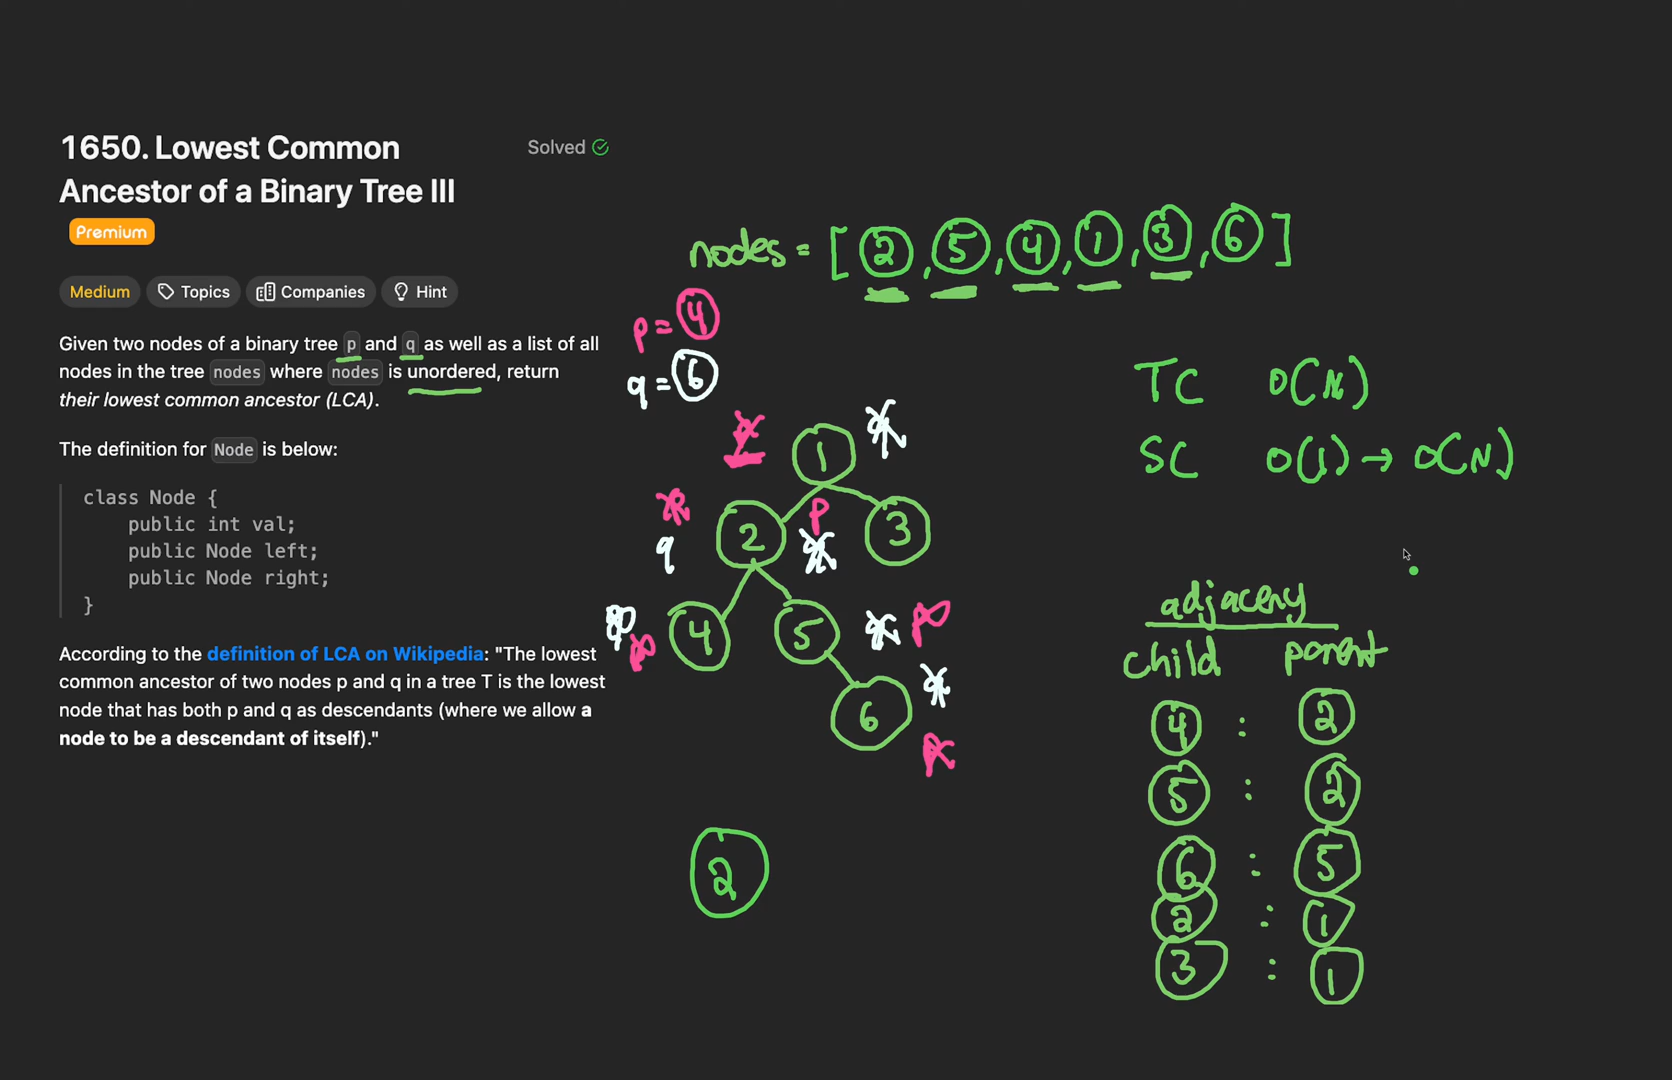 1650. Lowest Common
Ancestor of a Binary Tree III
Solved
Premium
Medium Topics Companies Hint
Given two nodes of a binary tree p and q as well as a list of all
nodes in the tree nodes where nodes is unordered, return
their lowest common ancestor (LCA).
The definition for Node is below:
class Node {
public int val;
public Node left;
public Node right;
}
According to the definition of LCA on Wikipedia: "The lowest
common ancestor of two nodes p and q in a tree T is the lowest
node that has both p and q as descendants (where we allow a
node to be a descendant of itself)."
nodes = [2, 5, 4, 1, 3, 6]
p = 4
q = 6
1
p
2 3
q
4 5
6
2
TC O(N)
SC O(1) → O(N)
adjacency
child parent
4 : 2
5 : 2
6 : 5
2 : 1
3 : 1